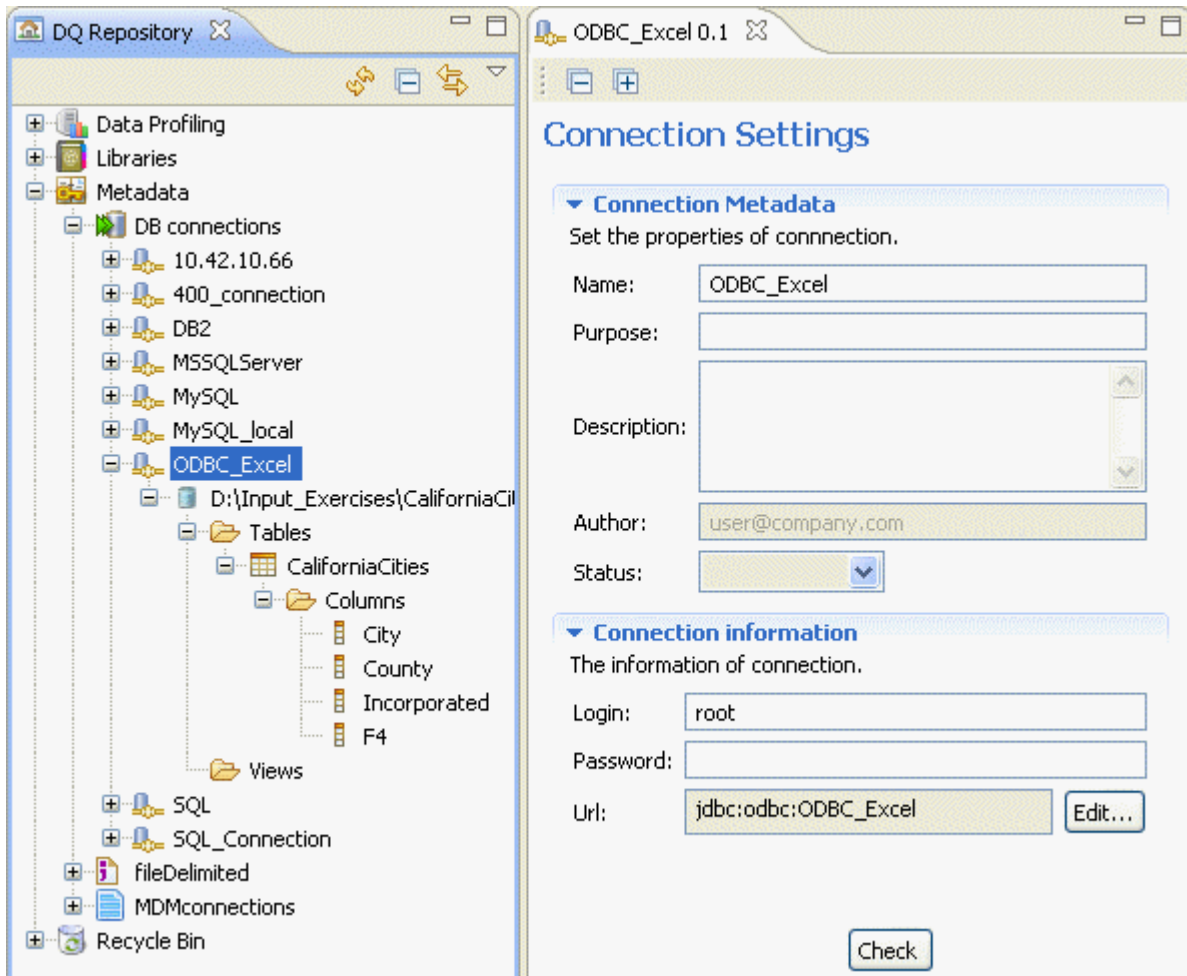 DQ Repository
Data Profiling
Libraries
Metadata
DB connections
10.42.10.66
400_connection
DB2
MSSQLServer
MySQL
MySQL_local
ODBC_Excel
D:\Input_Exercises\CaliforniaCit
Tables
CaliforniaCities
Columns
City
County
Incorporated
F4
Views
SQL
SQL_Connection
fileDelimited
MDMconnections
Recycle Bin
ODBC_Excel 0.1
Connection Settings
Connection Metadata
Set the properties of connnection.
Name: ODBC_Excel
Purpose:
Description:
Author: user@company.com
Status:
Connection information
The information of connection.
Login: root
Password:
Url: jdbc:odbc:ODBC_Excel Edit...
Check